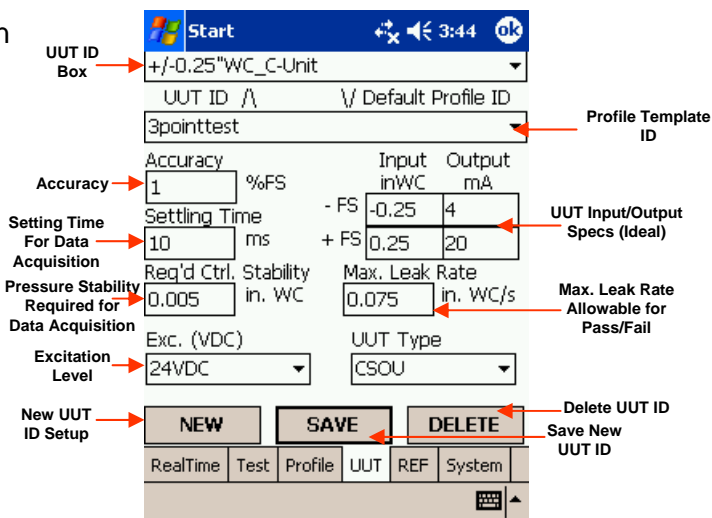 n
UUT ID
Box
Start 3:44 ok
+/-0.25"WC_C-Unit
UUT ID /\ \/ Default Profile ID
3pointtest
Profile Template
ID
Accuracy
Accuracy
1 %FS
Input Output
inWC mA
- FS -0.25 4
+ FS 0.25 20
UUT Input/Output
Specs (Ideal)
Setting Time
For Data
Acquisition
Settling Time
10 ms
Pressure Stability
Required for
Data Acquisition
Req'd Ctrl. Stability
0.005 in. WC
Max. Leak Rate
0.075 in. WC/s
Max. Leak Rate
Allowable for
Pass/Fail
Excitation
Level
Exc. (VDC)
24VDC
UUT Type
CSOU
New UUT
ID Setup
NEW SAVE DELETE
Delete UUT ID
Save New
UUT ID
RealTime Test Profile UUT REF System